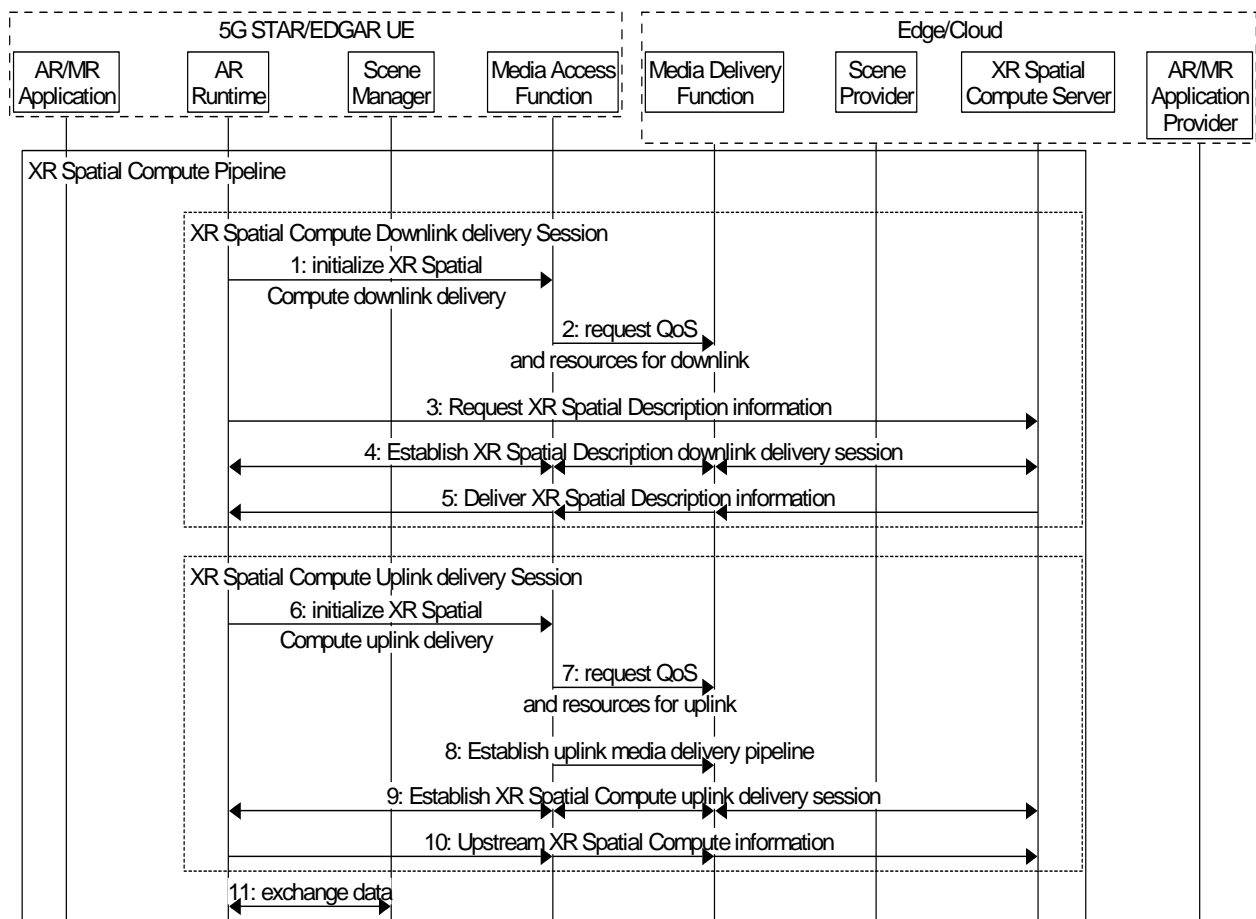 5G STAR/EDGAR UE
Edge/Cloud
AR/MR
Application
AR
Runtime
Scene
Manager
Media Access
Function
Media Delivery
Function
Scene
Provider
XR Spatial
Compute Server
AR/MR
Application
Provider
XR Spatial Compute Pipeline
XR Spatial Compute Downlink delivery Session
1: initialize XR Spatial
Compute downlink delivery
2: request QoS
and resources for downlink
3: Request XR Spatial Description information
4: Establish XR Spatial Description downlink delivery session
5: Deliver XR Spatial Description information
XR Spatial Compute Uplink delivery Session
6: initialize XR Spatial
Compute uplink delivery
7: request QoS
and resources for uplink
8: Establish uplink media delivery pipeline
9: Establish XR Spatial Compute uplink delivery session
10: Upstream XR Spatial Compute information
11: exchange data